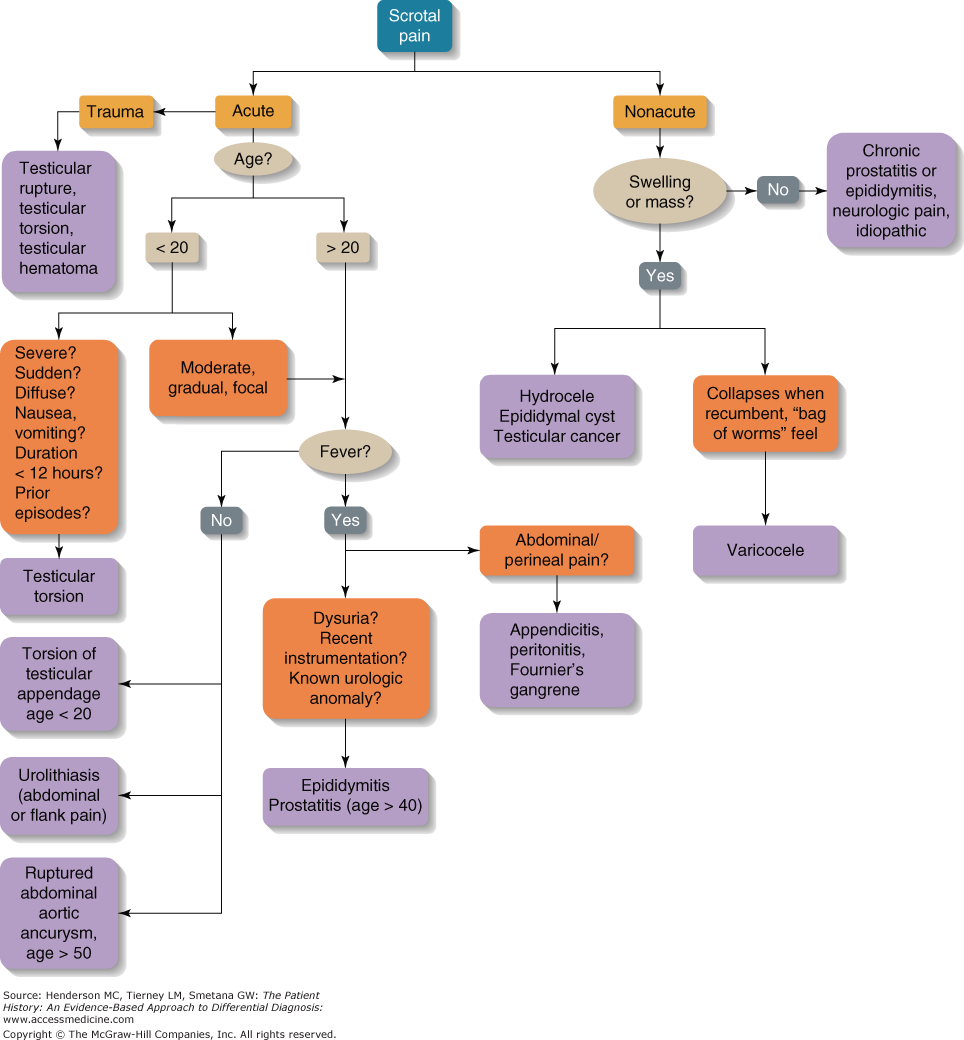 Scrotal
pain
Trauma
Acute
Nonacute
Testicular
rupture,
testicular
torsion,
testicular
hematoma
Age?
Swelling
or mass?
No
Chronic
prostatitis or
epididymitis,
neurologic pain,
idiopathic
< 20
> 20
Yes
Severe?
Sudden?
Diffuse?
Nausea,
vomiting?
Duration
< 12 hours?
Prior
episodes?
Moderate,
gradual, focal
Hydrocele
Epididymal cyst
Testicular cancer
Collapses when
recumbent, “bag
of worms” feel
Fever?
No
Yes
Abdominal/
perineal pain?
Varicocele
Testicular
torsion
Dysuria?
Recent
instrumentation?
Known urologic
anomaly?
Appendicitis,
peritonitis,
Fournier’s
gangrene
Torsion of
testicular
appendage
age < 20
Urolithiasis
(abdominal
or flank pain)
Epididymitis
Prostatitis (age > 40)
Ruptured
abdominal
aortic
ancurysm,
age > 50
Source: Henderson MC, Tierney LM, Smetana GW: The Patient
History: An Evidence-Based Approach to Differential Diagnosis:
www.accessmedicine.com
Copyright © The McGraw-Hill Companies, Inc. All rights reserved.